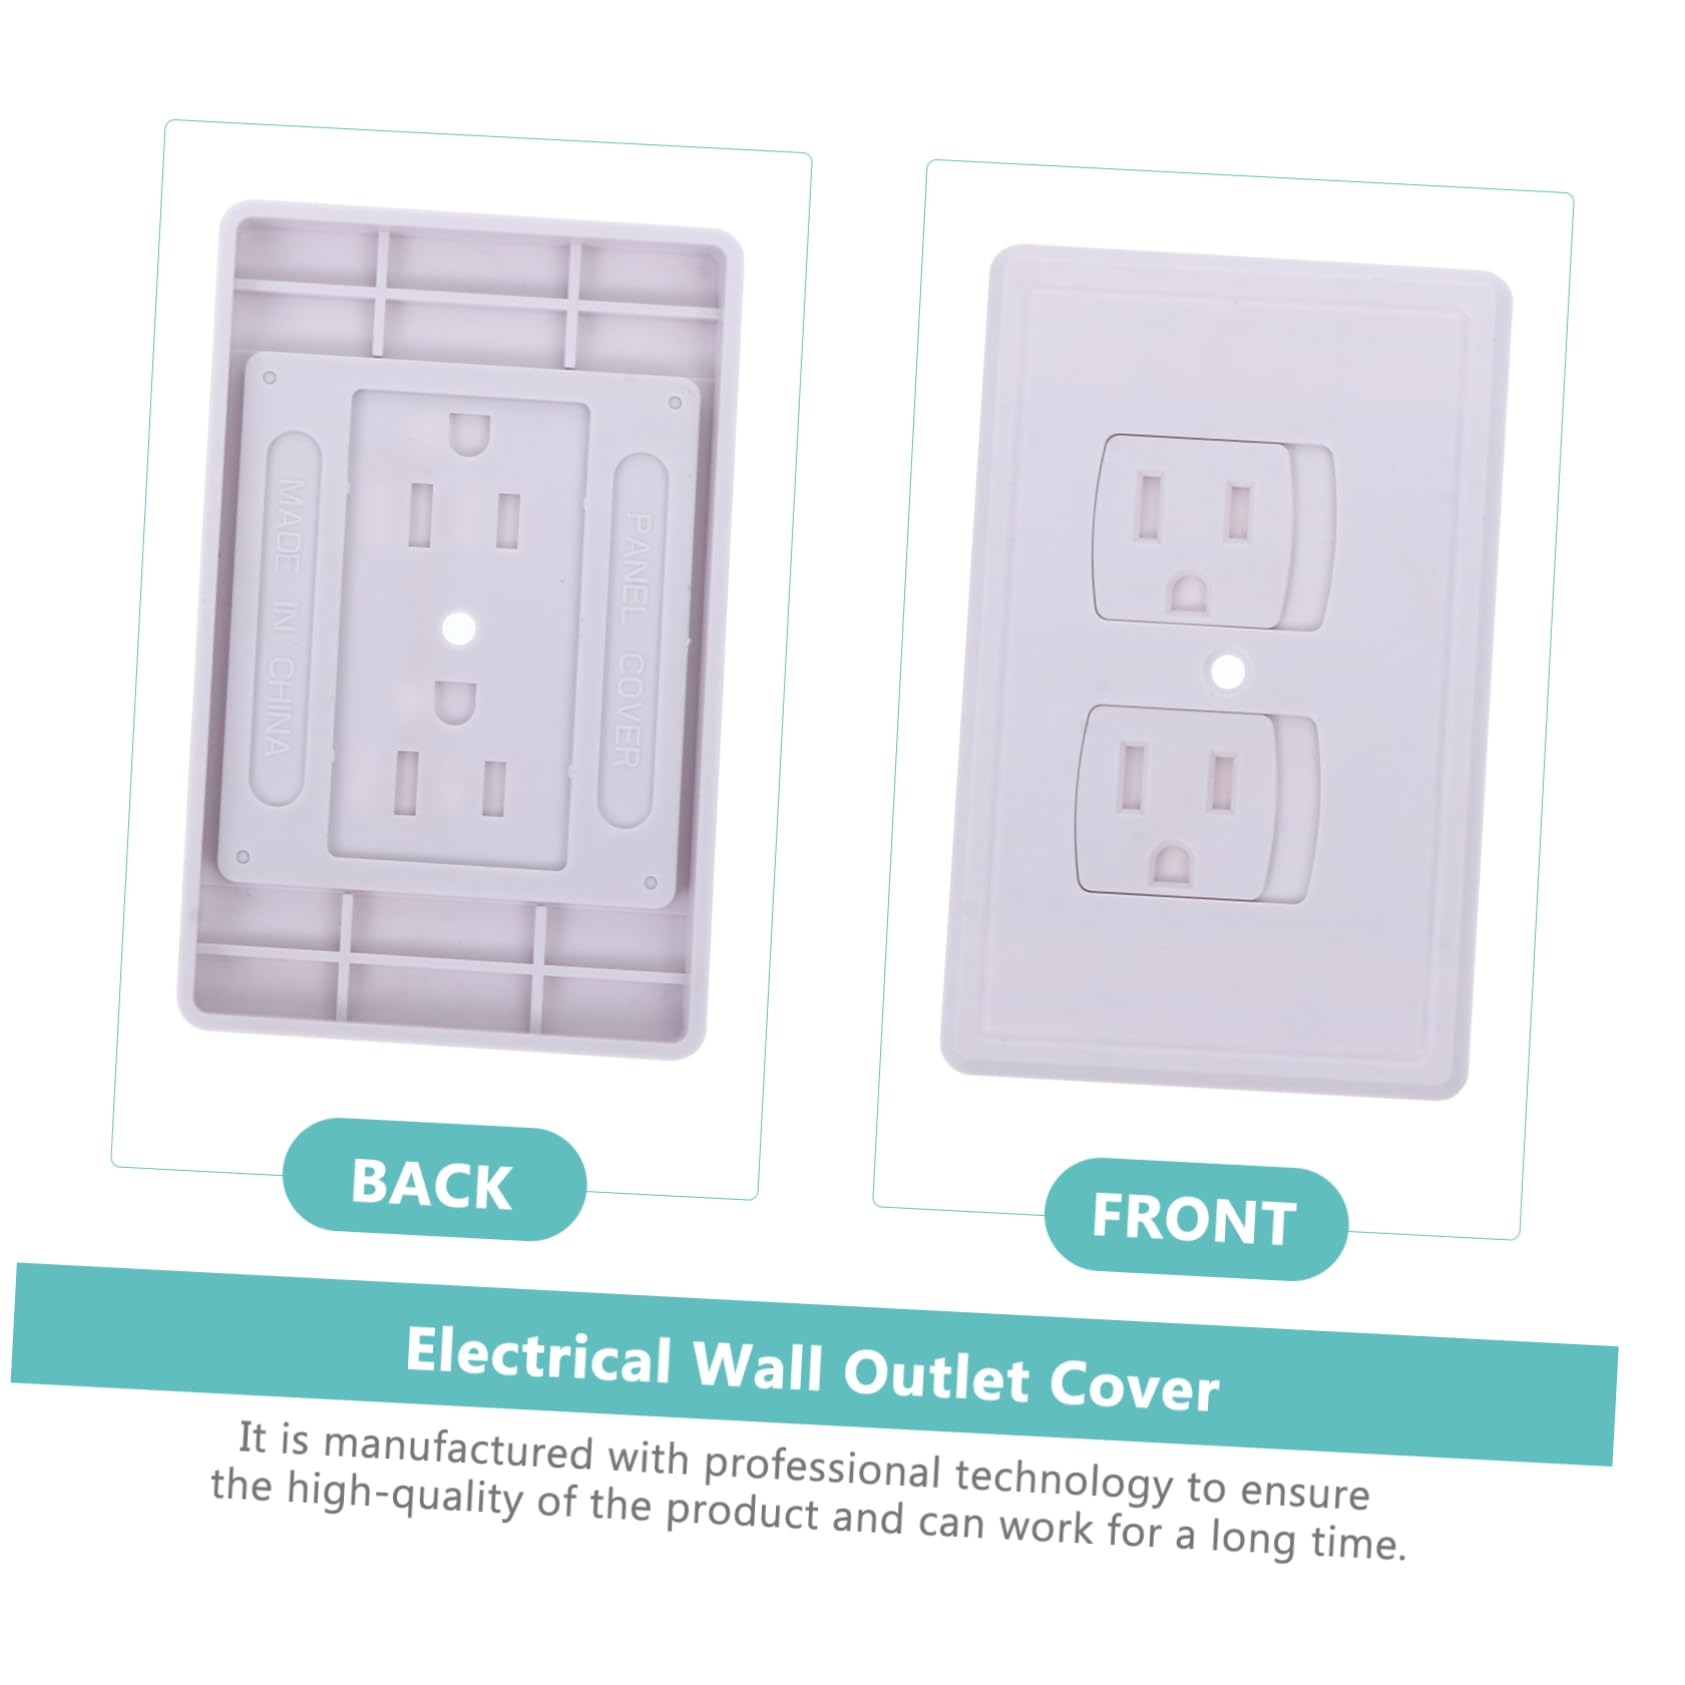 MADE IN CHINA
PANEL COVER
BACK
FRONT
Electrical Wall Outlet Cover
It is manufactured with professional technology to ensure
the high-quality of the product and can work for a long time.